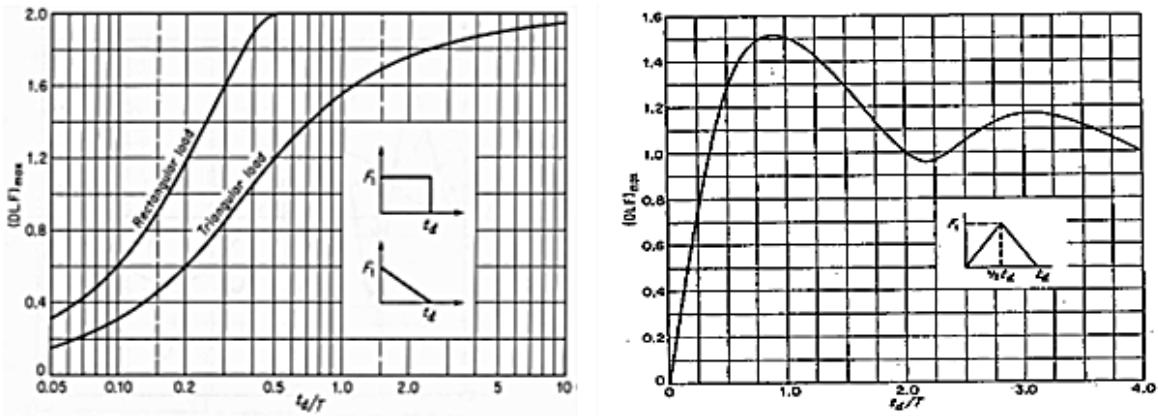 2.0
1.6
1.2
0.8
0.4
0
(DLF)max
0.05
0.10
0.2
0.5
1.0
2.0
5.0
10
td/T
Rectangular load
Triangular load
F₁
td
F₁
td
1.6
1.4
1.2
1.0
0.8
0.6
0.4
0.2
0
(DLF)max
0
1.0
2.0
3.0
4.0
td/T
F₁
½td
td